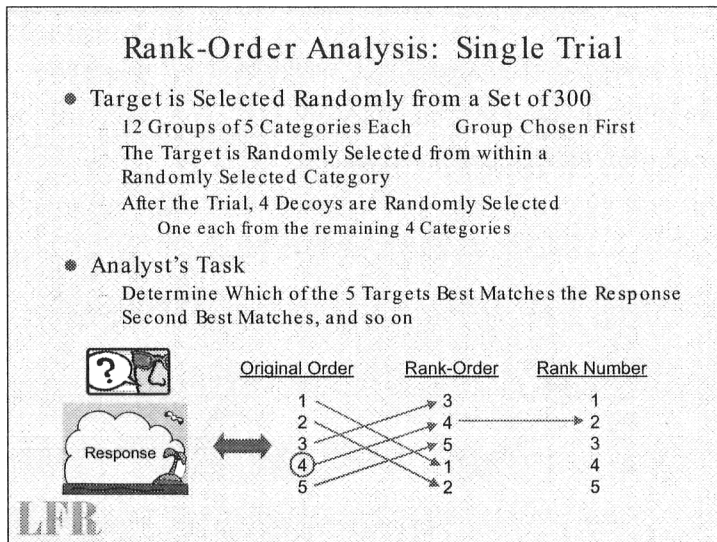 Rank-Order Analysis: Single Trial
Target is Selected Randomly from a Set of 300
12 Groups of 5 Categories Each Group Chosen First
The Target is Randomly Selected from within a
Randomly Selected Category
After the Trial, 4 Decoys are Randomly Selected
One each from the remaining 4 Categories
Analyst's Task
Determine Which of the 5 Targets Best Matches the Response
Second Best Matches, and so on
?
Response
Original Order Rank-Order Rank Number
1 3 1
2 4 2
3 5 3
4 1 4
5 2 5
LFR